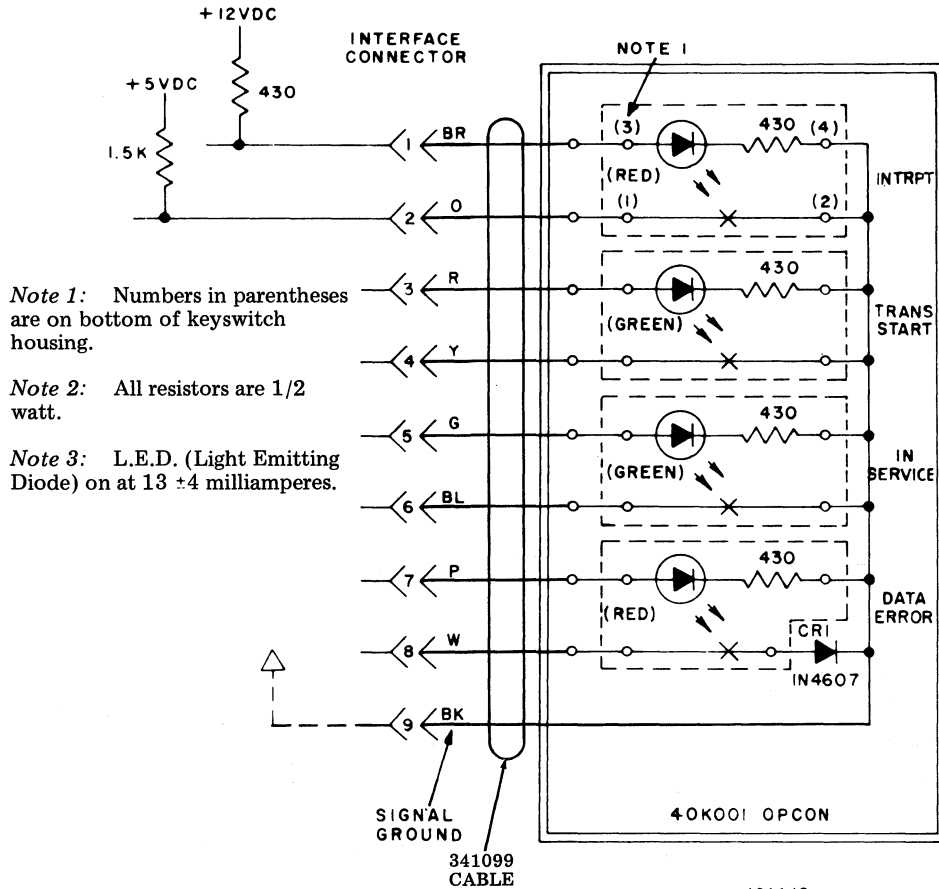 +12VDC
INTERFACE
CONNECTOR
NOTE 1
+5VDC
430
1.5K
1 BR
(3)
430
(4)
(RED)
INTRPT
2 O
(1)
(2)
3 R
430
(GREEN)
TRANS
START
4 Y
5 G
430
(GREEN)
IN
SERVICE
6 BL
7 P
430
(RED)
DATA
ERROR
8 W
CR1
IN4607
9 BK
Note 1: Numbers in parentheses
are on bottom of keyswitch
housing.
Note 2: All resistors are 1/2
watt.
Note 3: L.E.D. (Light Emitting
Diode) on at 13 ±4 milliamperes.
SIGNAL
GROUND
341099
CABLE
40K001 OPCON